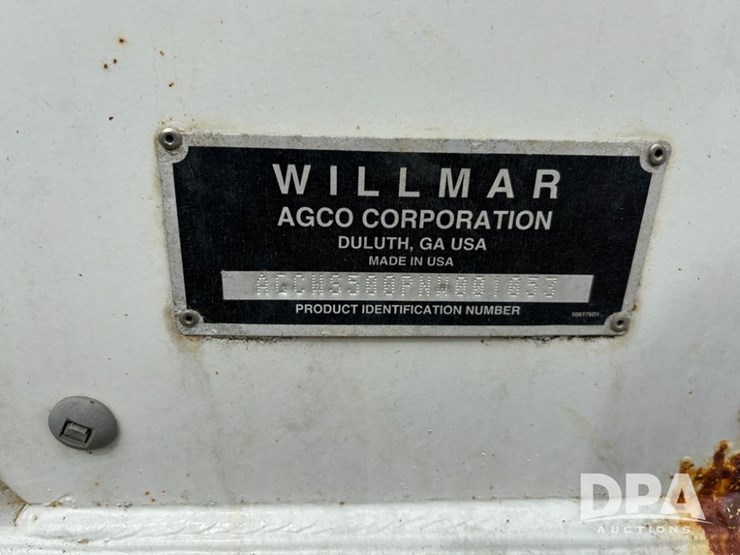 WILLMAR
AGCO CORPORATION
DULUTH, GA USA
MADE IN USA
PRODUCT IDENTIFICATION NUMBER
DPA
AUCTIONS